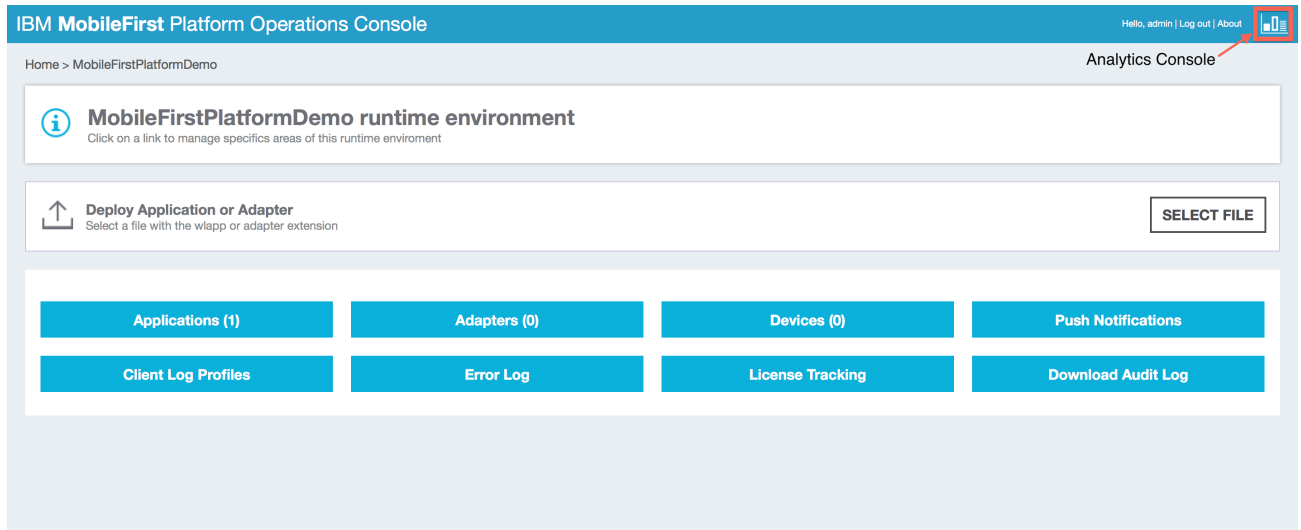 IBM MobileFirst Platform Operations Console
Hello, admin | Log out | About
Analytics Console
Home > MobileFirstPlatformDemo
MobileFirstPlatformDemo runtime environment
Click on a link to manage specifics areas of this runtime enviroment
Deploy Application or Adapter
Select a file with the wlapp or adapter extension
SELECT FILE
Applications (1)
Adapters (0)
Devices (0)
Push Notifications
Client Log Profiles
Error Log
License Tracking
Download Audit Log